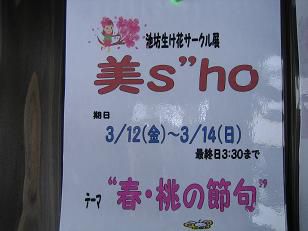 池坊生け花サークル展
美s”ho
期日
3/12(金)～3/14(日)
最終日3:30まで
テーマ “春・桃の節句”